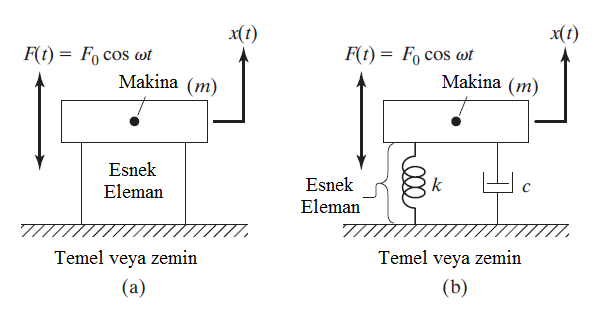 x(t)
F(t) = F0 cos ωt
Makina (m)
Esnek
Eleman
Temel veya zemin
(a)
x(t)
F(t) = F0 cos ωt
Makina (m)
Esnek
Eleman
k
c
Temel veya zemin
(b)